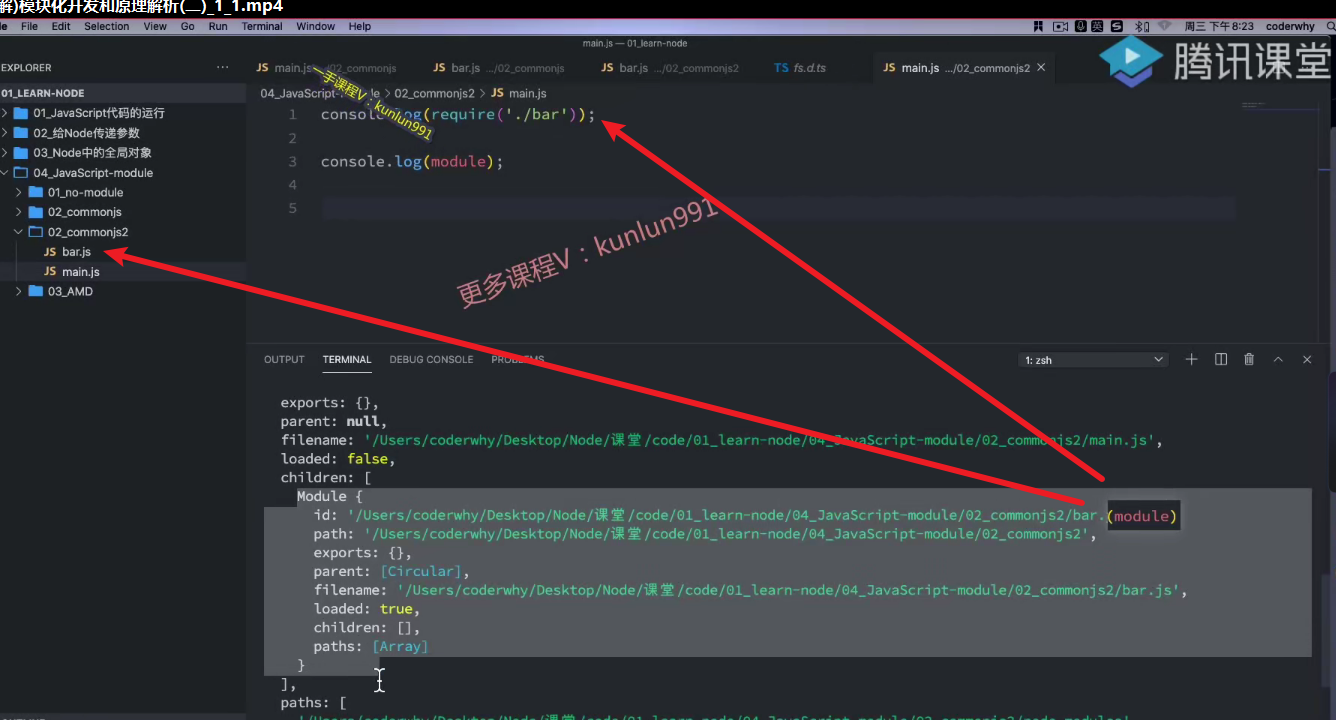 解)模块化开发和原理解析(二)_1_1.mp4
File Edit Selection View Go Run Terminal Window Help
周三 下午8:23 coderwhy
main.js — 01_learn-node
腾讯课堂
EXPLORER ···
JS main.js .../02_commonjs
JS bar.js .../02_commonjs
JS bar.js .../02_commonjs2
TS fs.d.ts
JS main.js .../02_commonjs2 ×
01_LEARN-NODE
01_JavaScript代码的运行
02_给Node传递参数
03_Node中的全局对象
04_JavaScript-module
01_no-module
02_commonjs
02_commonjs2
JS bar.js
JS main.js
03_AMD
> 02_commonjs2 > JS main.js
一手课程V：kunlun991
1 console.log(require('./bar'));
2
3 console.log(module);
4
5
更多课程V：kunlun991
OUTPUT TERMINAL DEBUG CONSOLE PROBLEMS
1: zsh
exports: {},
parent: null,
filename: '/Users/coderwhy/Desktop/Node/课堂/code/01_learn-node/04_JavaScript-module/02_commonjs2/main.js',
loaded: false,
children: [
Module {
id: '/Users/coderwhy/Desktop/Node/课堂/code/01_learn-node/04_JavaScript-module/02_commonjs2/bar.
(module)
path: '/Users/coderwhy/Desktop/Node/课堂/code/01_learn-node/04_JavaScript-module/02_commonjs2',
exports: {},
parent: [Circular],
filename: '/Users/coderwhy/Desktop/Node/课堂/code/01_learn-node/04_JavaScript-module/02_commonjs2/bar.js',
loaded: true,
children: [],
paths: [Array]
}
],
paths: [